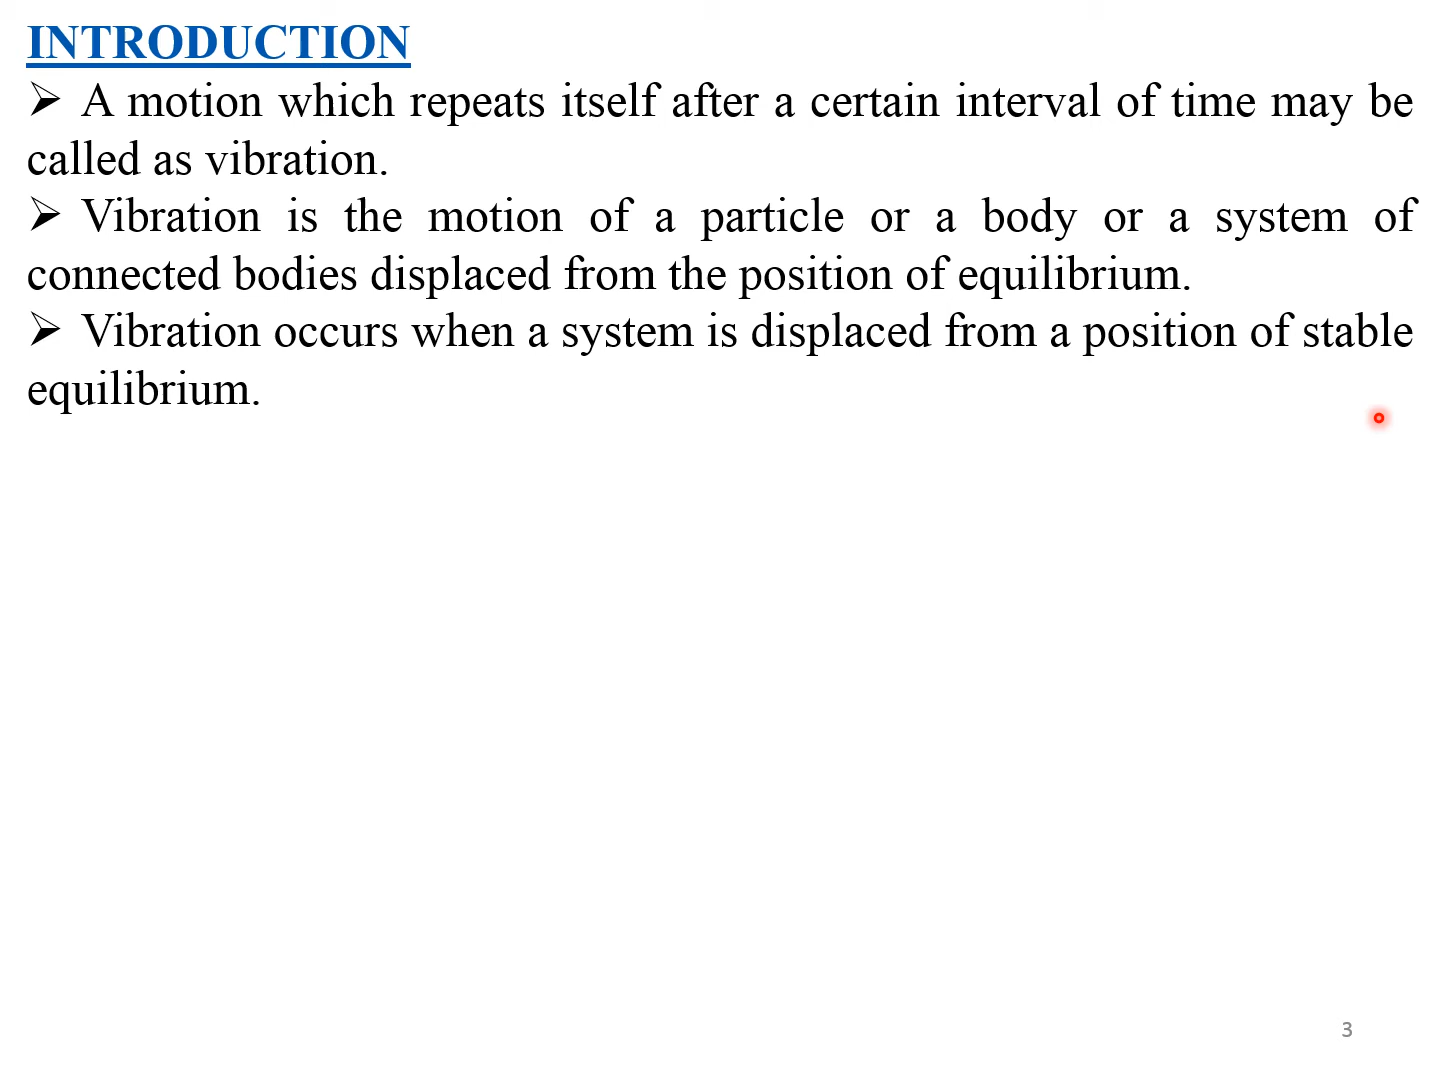 INTRODUCTION
➢ A motion which repeats itself after a certain interval of time may be
called as vibration.
➢ Vibration is the motion of a particle or a body or a system of
connected bodies displaced from the position of equilibrium.
➢ Vibration occurs when a system is displaced from a position of stable
equilibrium.
3